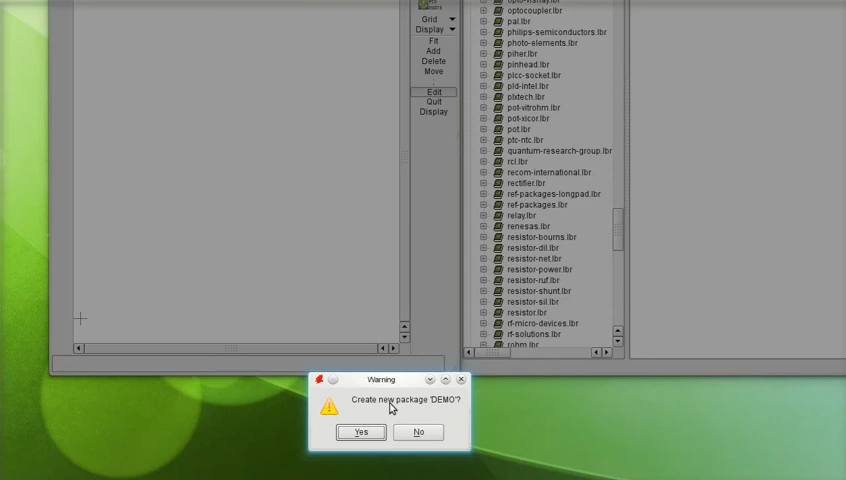 Grid
Display
Fit
Add
Delete
Move
Edit
Quit
Display
optocoupler.lbr
pal.lbr
philips-semiconductors.lbr
photo-elements.lbr
piher.lbr
pinhead.lbr
plcc-socket.lbr
pld-intel.lbr
plxtech.lbr
pot-vitrohm.lbr
pot-xicor.lbr
pot.lbr
ptc-ntc.lbr
quantum-research-group.lbr
rcl.lbr
recom-international.lbr
rectifier.lbr
ref-packages-longpad.lbr
ref-packages.lbr
relay.lbr
renesas.lbr
resistor-bourns.lbr
resistor-dil.lbr
resistor-net.lbr
resistor-power.lbr
resistor-ruf.lbr
resistor-shunt.lbr
resistor-sil.lbr
resistor.lbr
rf-micro-devices.lbr
rf-solutions.lbr
rohm.lbr
Warning
Create new package 'DEMO'?
Yes
No